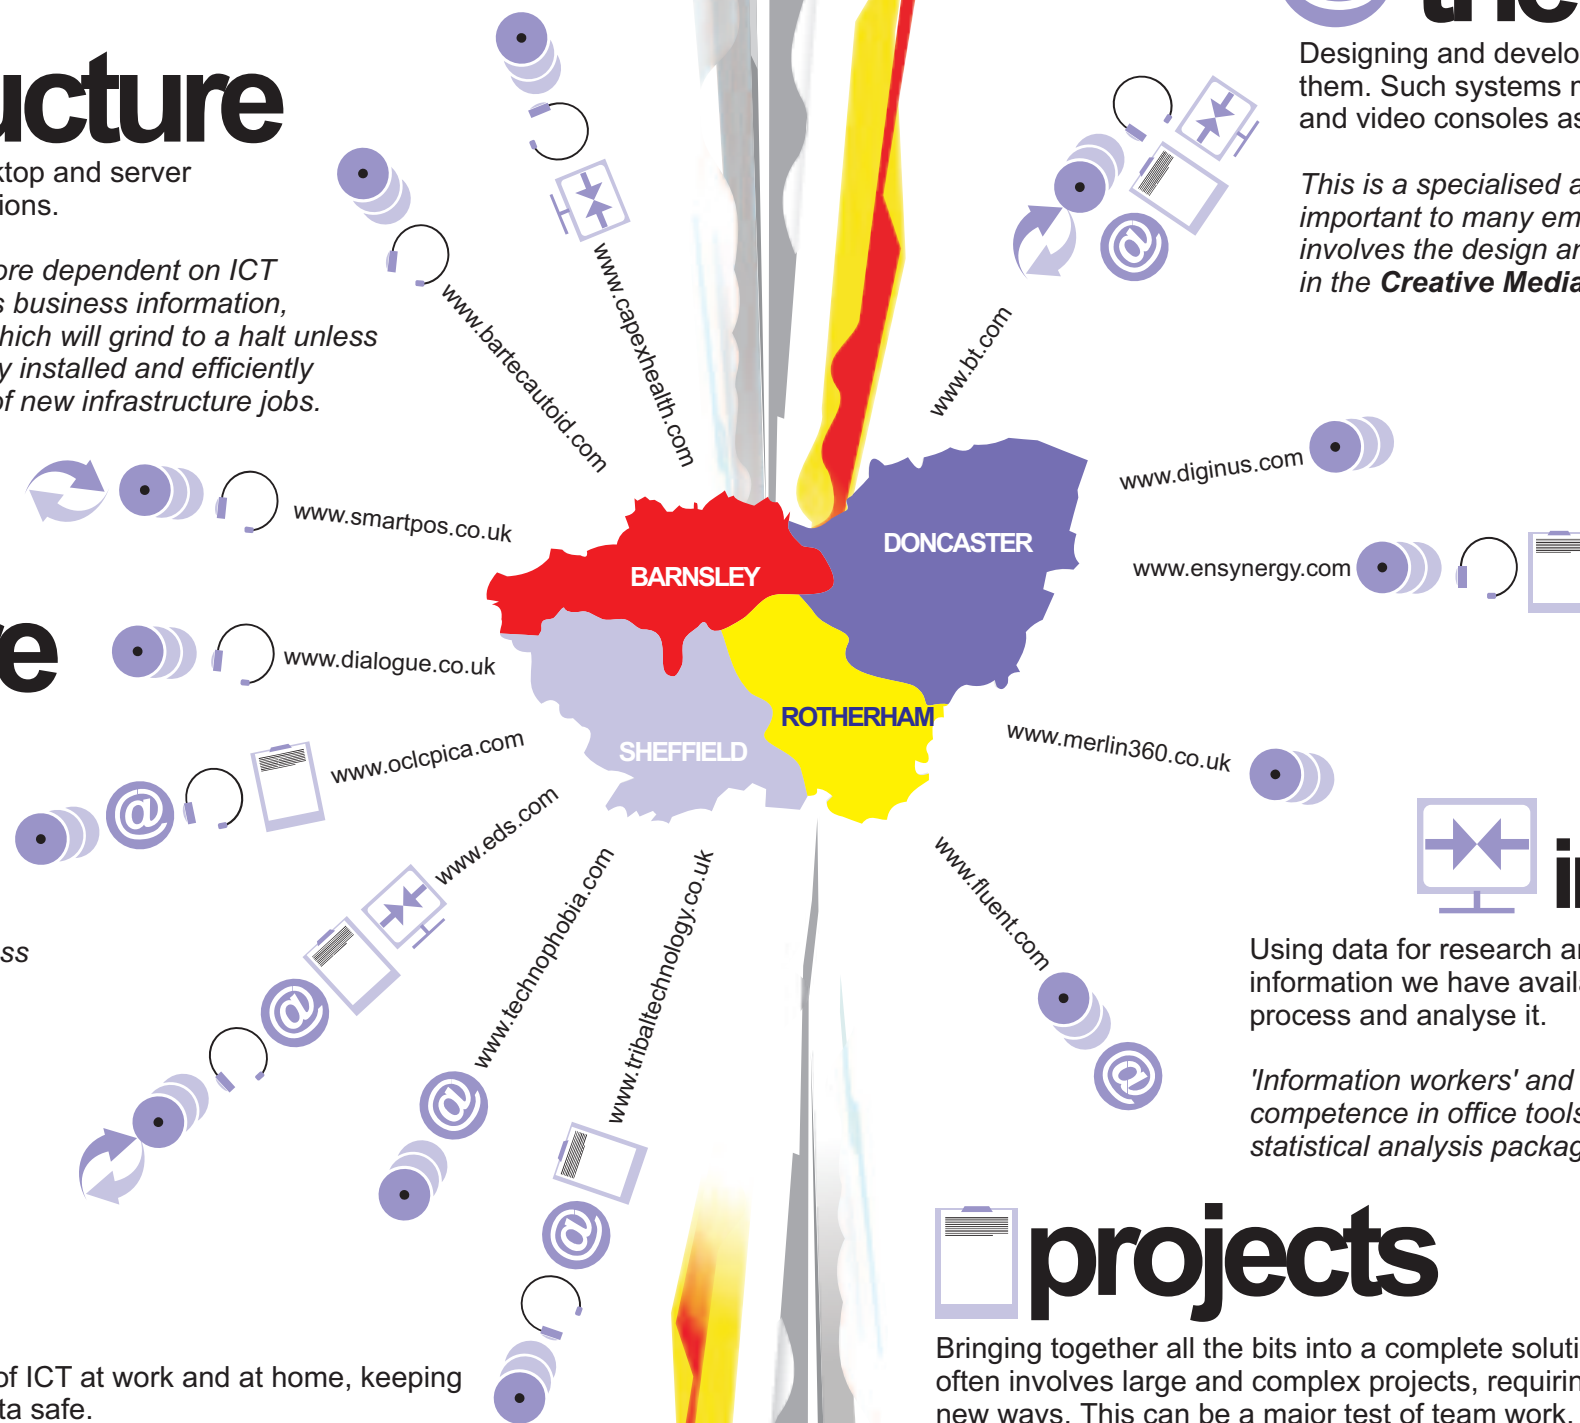 ucture
ktop and server
ions.
ore dependent on ICT
s business information,
hich will grind to a halt unless
y installed and efficiently
of new infrastructure jobs.
the
Designing and develo
them. Such systems m
and video consoles as
This is a specialised a
important to many em
involves the design an
in the Creative Media
www.bartecautoid.com
www.capexhealth.com
www.bt.com
www.diginus.com
www.smartpos.co.uk
www.ensynergy.com
DONCASTER
BARNSLEY
re
www.dialogue.co.uk
ROTHERHAM
SHEFFIELD
www.merlin360.co.uk
www.oclcpica.com
www.eds.com
www.technophobia.com
www.tribaltechnology.co.uk
www.fluent.com
ss
in
Using data for research an
information we have availa
process and analyse it.
'Information workers' and
competence in office tools
statistical analysis packag
projects
Bringing together all the bits into a complete soluti
often involves large and complex projects, requirin
new ways. This can be a major test of team work.
of ICT at work and at home, keeping
ta safe.